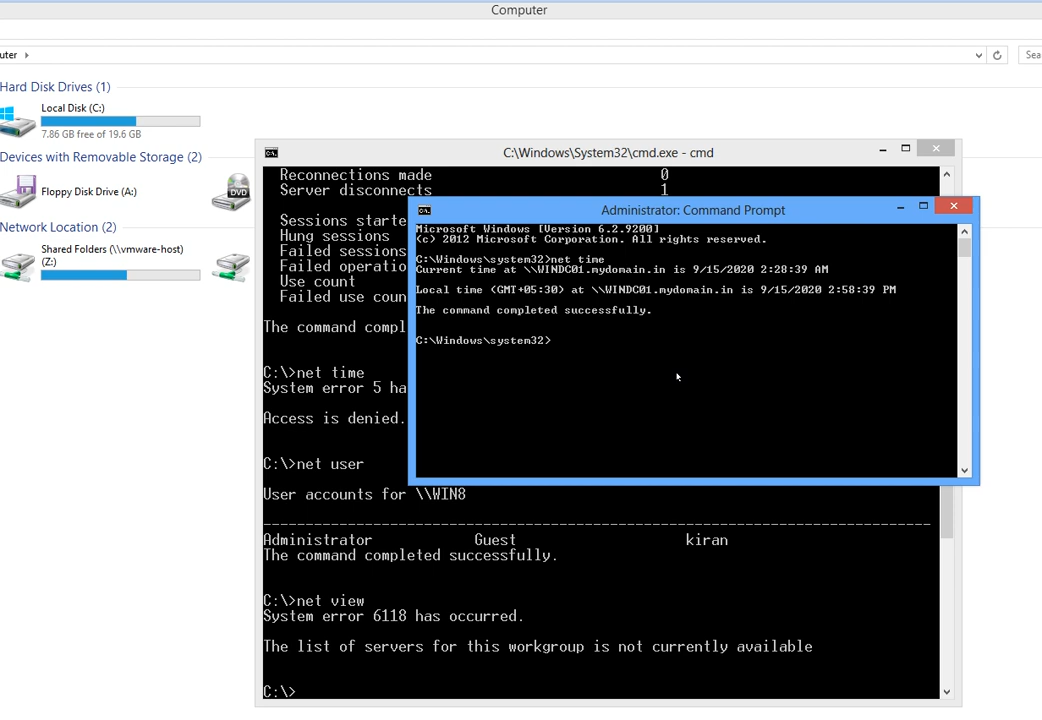 Computer
uter
Sea
Hard Disk Drives (1)
Local Disk (C:)
7.86 GB free of 19.6 GB
Devices with Removable Storage (2)
Floppy Disk Drive (A:)
DVD
Network Location (2)
Shared Folders (\\vmware-host)
(Z:)
C:\Windows\System32\cmd.exe - cmd
Reconnections made 0
Server disconnects 1
Sessions starte
Hung sessions
Failed sessions
Failed operatio
Use count
Failed use coun
The command compl
C:\>net time
System error 5 ha
Access is denied.
C:\>net user
User accounts for \\WIN8
-------------------------------------------------------------------------------
Administrator Guest kiran
The command completed successfully.
C:\>net view
System error 6118 has occurred.
The list of servers for this workgroup is not currently available
C:\>
Administrator: Command Prompt
Microsoft Windows [Version 6.2.9200]
(c) 2012 Microsoft Corporation. All rights reserved.
C:\Windows\system32>net time
Current time at \\WINDC01.mydomain.in is 9/15/2020 2:28:39 AM
Local time (GMT+05:30) at \\WINDC01.mydomain.in is 9/15/2020 2:58:39 PM
The command completed successfully.
C:\Windows\system32>